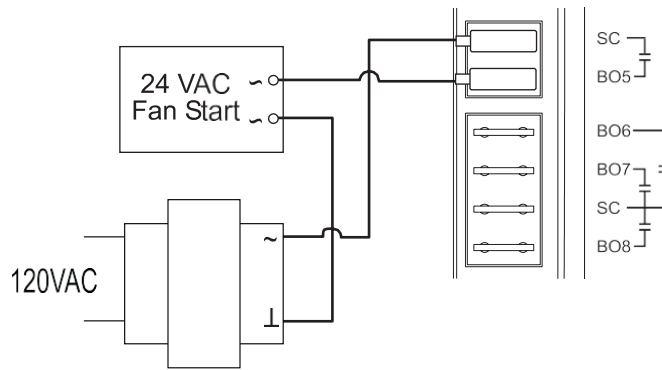 24 VAC
Fan Start
120VAC
SC
BO5
BO6
BO7
SC
BO8